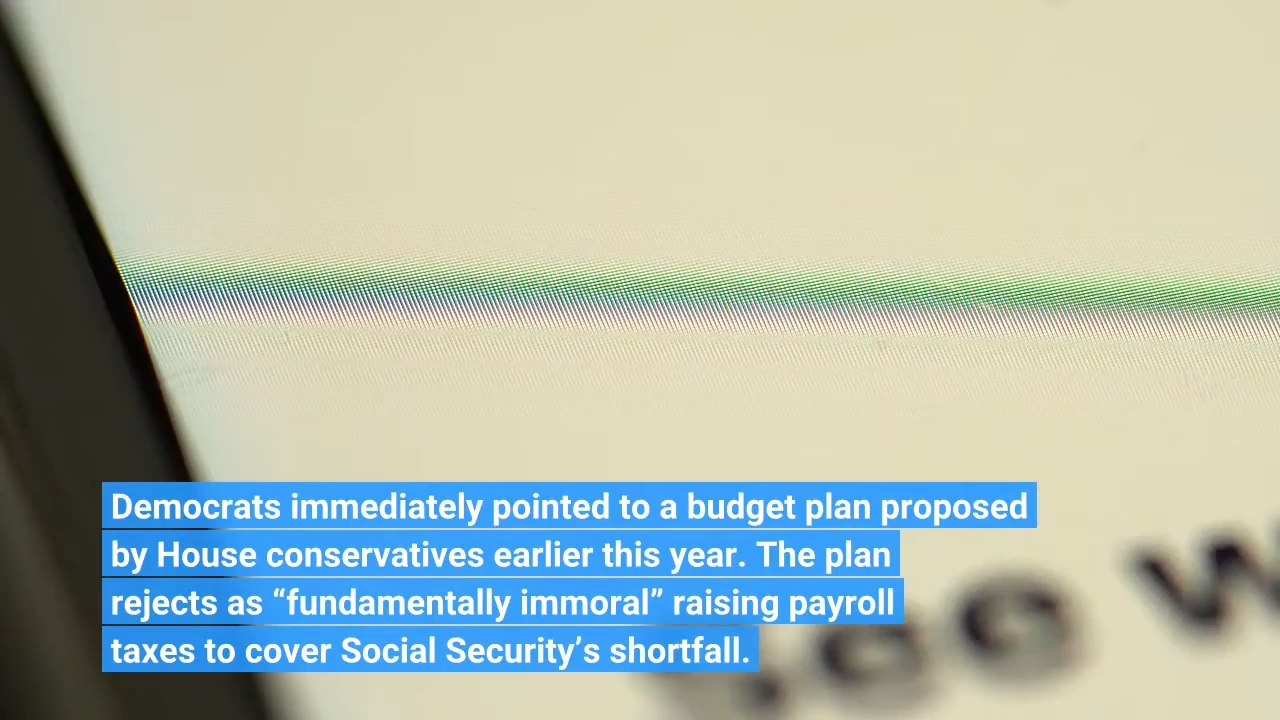 Democrats immediately pointed to a budget plan proposed
by House conservatives earlier this year. The plan
rejects as “fundamentally immoral” raising payroll
taxes to cover Social Security’s shortfall.